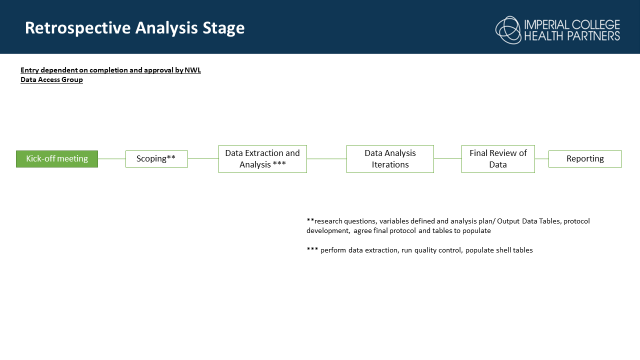 Retrospective Analysis Stage
IMPERIAL COLLEGE
HEALTH PARTNERS
Entry dependent on completion and approval by NWL
Data Access Group
Kick-off meeting
Scoping**
Data Extraction and
Analysis ***
Data Analysis
Iterations
Final Review of
Data
Reporting
**research questions, variables defined and analysis plan/ Output Data Tables, protocol
development, agree final protocol and tables to populate
*** perform data extraction, run quality control, populate shell tables